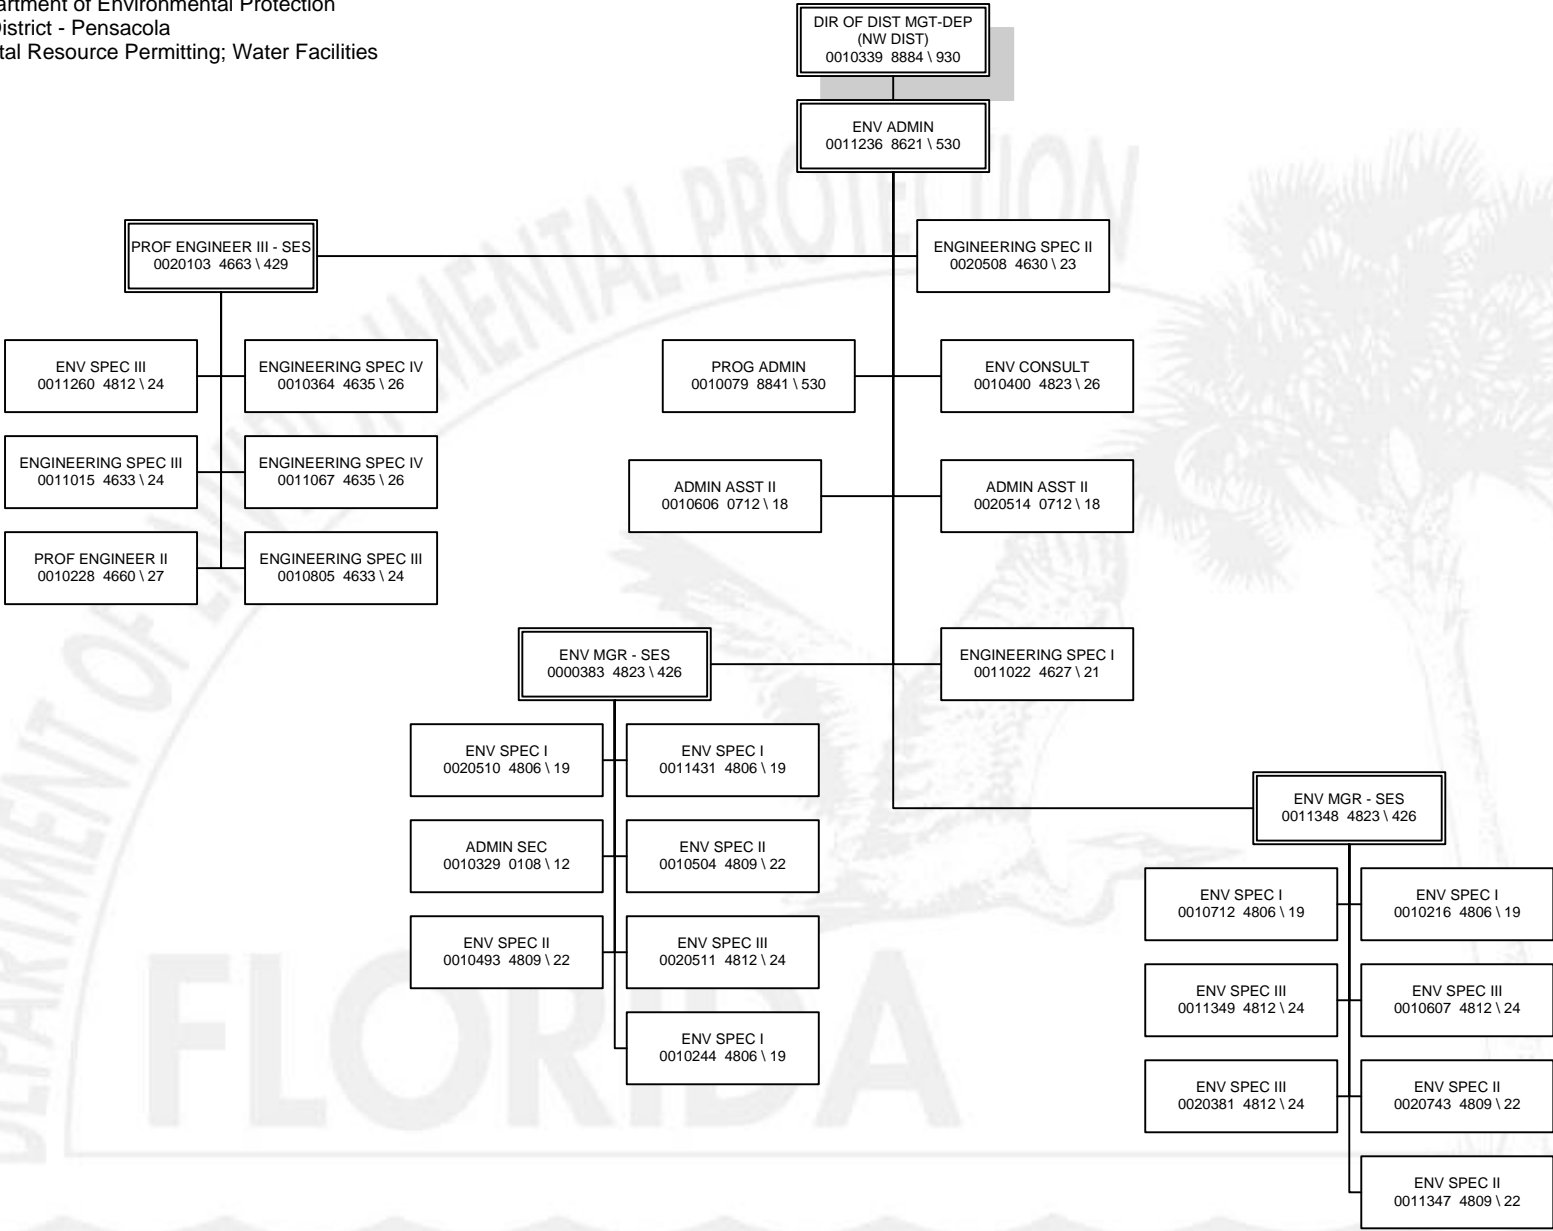 artment of Environmental Protection
District - Pensacola
tal Resource Permitting; Water Facilities
DIR OF DIST MGT-DEP
(NW DIST)
0010339 8884 \ 930
ENV ADMIN
0011236 8621 \ 530
PROF ENGINEER III - SES
0020103 4663 \ 429
ENGINEERING SPEC II
0020508 4630 \ 23
ENV SPEC III
0011260 4812 \ 24
ENGINEERING SPEC IV
0010364 4635 \ 26
PROG ADMIN
0010079 8841 \ 530
ENV CONSULT
0010400 4823 \ 26
ENGINEERING SPEC III
0011015 4633 \ 24
ENGINEERING SPEC IV
0011067 4635 \ 26
ADMIN ASST II
0010606 0712 \ 18
ADMIN ASST II
0020514 0712 \ 18
PROF ENGINEER II
0010228 4660 \ 27
ENGINEERING SPEC III
0010805 4633 \ 24
ENV MGR - SES
0000383 4823 \ 426
ENGINEERING SPEC I
0011022 4627 \ 21
ENV SPEC I
0020510 4806 \ 19
ENV SPEC I
0011431 4806 \ 19
ADMIN SEC
0010329 0108 \ 12
ENV SPEC II
0010504 4809 \ 22
ENV SPEC II
0010493 4809 \ 22
ENV SPEC III
0020511 4812 \ 24
ENV SPEC I
0010244 4806 \ 19
ENV MGR - SES
0011348 4823 \ 426
ENV SPEC I
0010712 4806 \ 19
ENV SPEC I
0010216 4806 \ 19
ENV SPEC III
0011349 4812 \ 24
ENV SPEC III
0010607 4812 \ 24
ENV SPEC III
0020381 4812 \ 24
ENV SPEC II
0020743 4809 \ 22
ENV SPEC II
0011347 4809 \ 22
DEPARTMENT OF ENVIRONMENTAL PROTECTION
FLORIDA